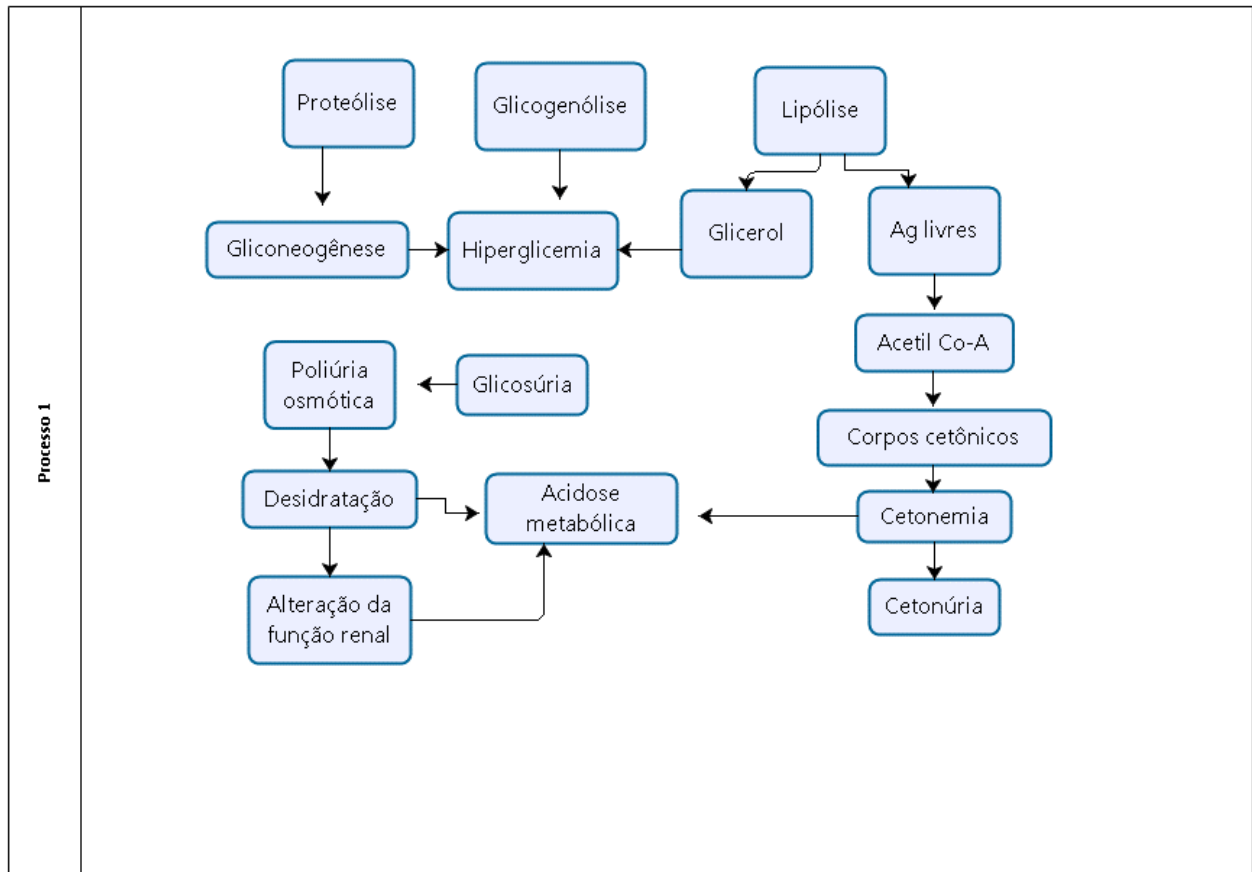 Processo 1
Proteólise
Glicogenólise
Lipólise
Gliconeogênese
Hiperglicemia
Glicerol
Ag livres
Acetil Co-A
Poliúria
osmótica
Glicosúria
Corpos cetônicos
Desidratação
Acidose
metabólica
Cetonemia
Alteração da
função renal
Cetonúria